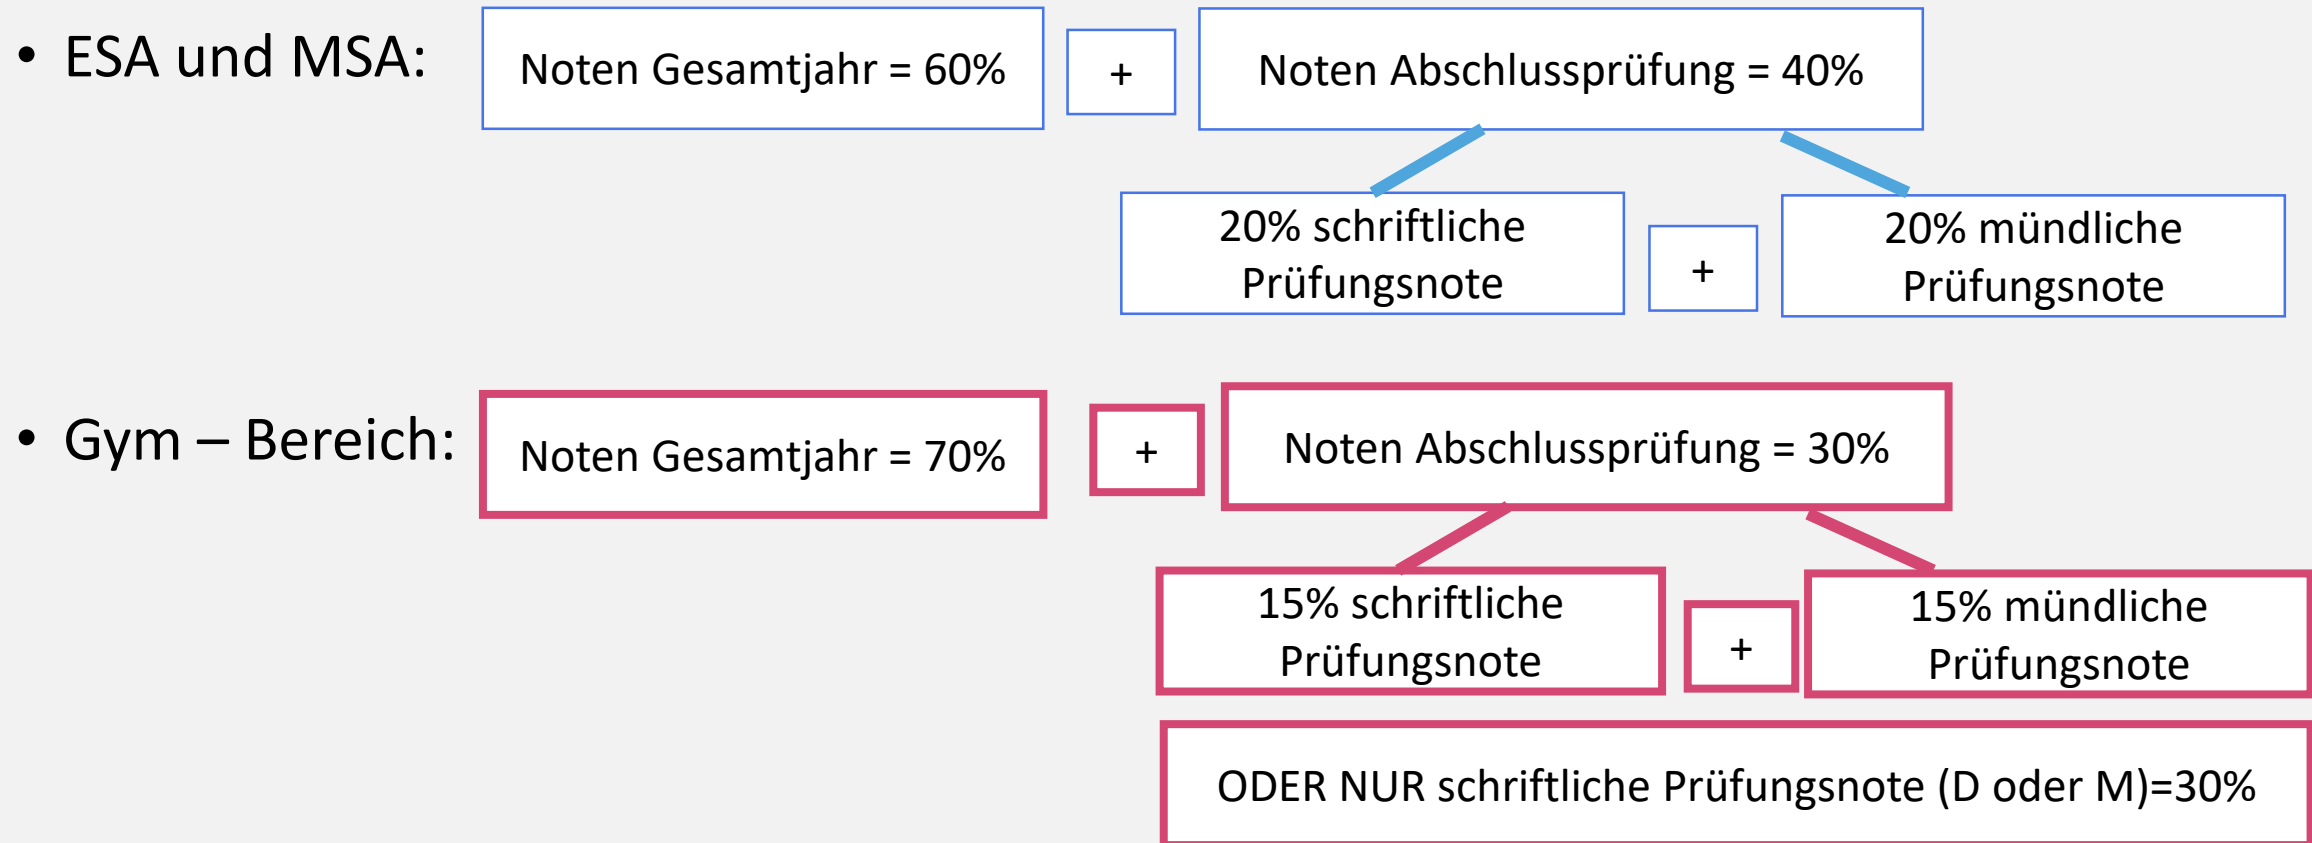 • ESA und MSA:
Noten Gesamtjahr = 60%
+
Noten Abschlussprüfung = 40%
20% schriftliche
Prüfungsnote
+
20% mündliche
Prüfungsnote
• Gym – Bereich:
Noten Gesamtjahr = 70%
+
Noten Abschlussprüfung = 30%
15% schriftliche
Prüfungsnote
+
15% mündliche
Prüfungsnote
ODER NUR schriftliche Prüfungsnote (D oder M)=30%